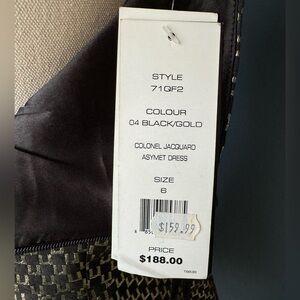 STYLE
71QF2
COLOUR
04 BLACK/GOLD
COLONEL JACQUARD
ASYMET DRESS
SIZE
6
$159.99
PRICE
$188.00